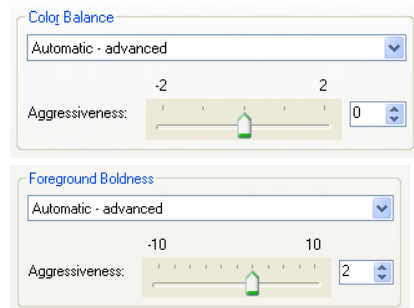 Color Balance
Automatic - advanced
-2 2
Aggressiveness: 0
Foreground Boldness
Automatic - advanced
-10 10
Aggressiveness: 2